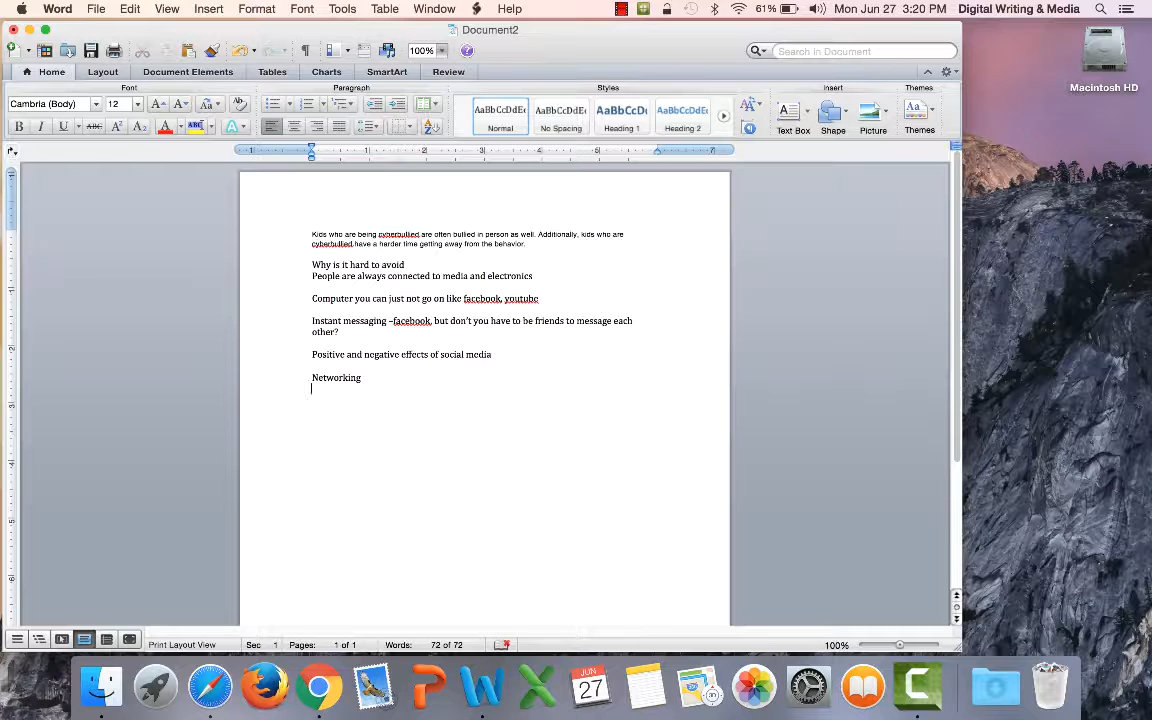 Word File Edit View Insert Format Font Tools Table Window Help 61% Mon Jun 27 3:20 PM Digital Writing & Media
Document2
100% Search in Document
Home Layout Document Elements Tables Charts SmartArt Review
Font Paragraph Styles Insert Themes
Cambria (Body) 12
AaBbCcDdEe AaBbCcDdEe AaBbCcDc AaBbCcDdEe
Normal No Spacing Heading 1 Heading 2 Text Box Shape Picture Themes
Macintosh HD
Kids who are being cyberbullied are often bullied in person as well. Additionally, kids who are
cyberbullied have a harder time getting away from the behavior.
Why is it hard to avoid
People are always connected to media and electronics
Computer you can just not go on like facebook, youtube
Instant messaging –facebook, but don't you have to be friends to message each
other?
Positive and negative effects of social media
Networking
Print Layout View Sec 1 Pages: 1 of 1 Words: 72 of 72 100%
JUN
27